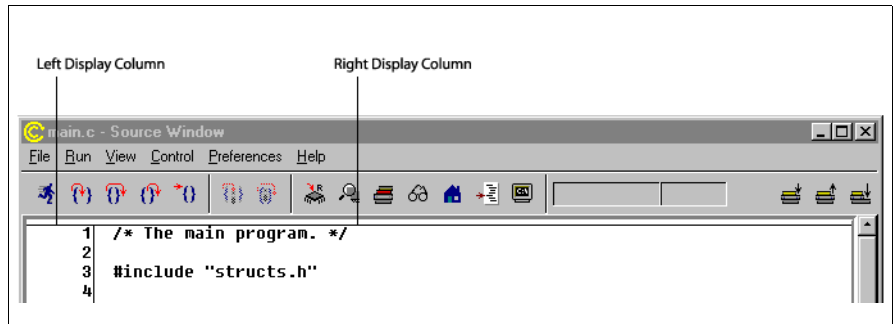 Left Display Column Right Display Column
main.c - Source Window
File Run View Control Preferences Help
1 /* The main program. */
2
3 #include "structs.h"
4